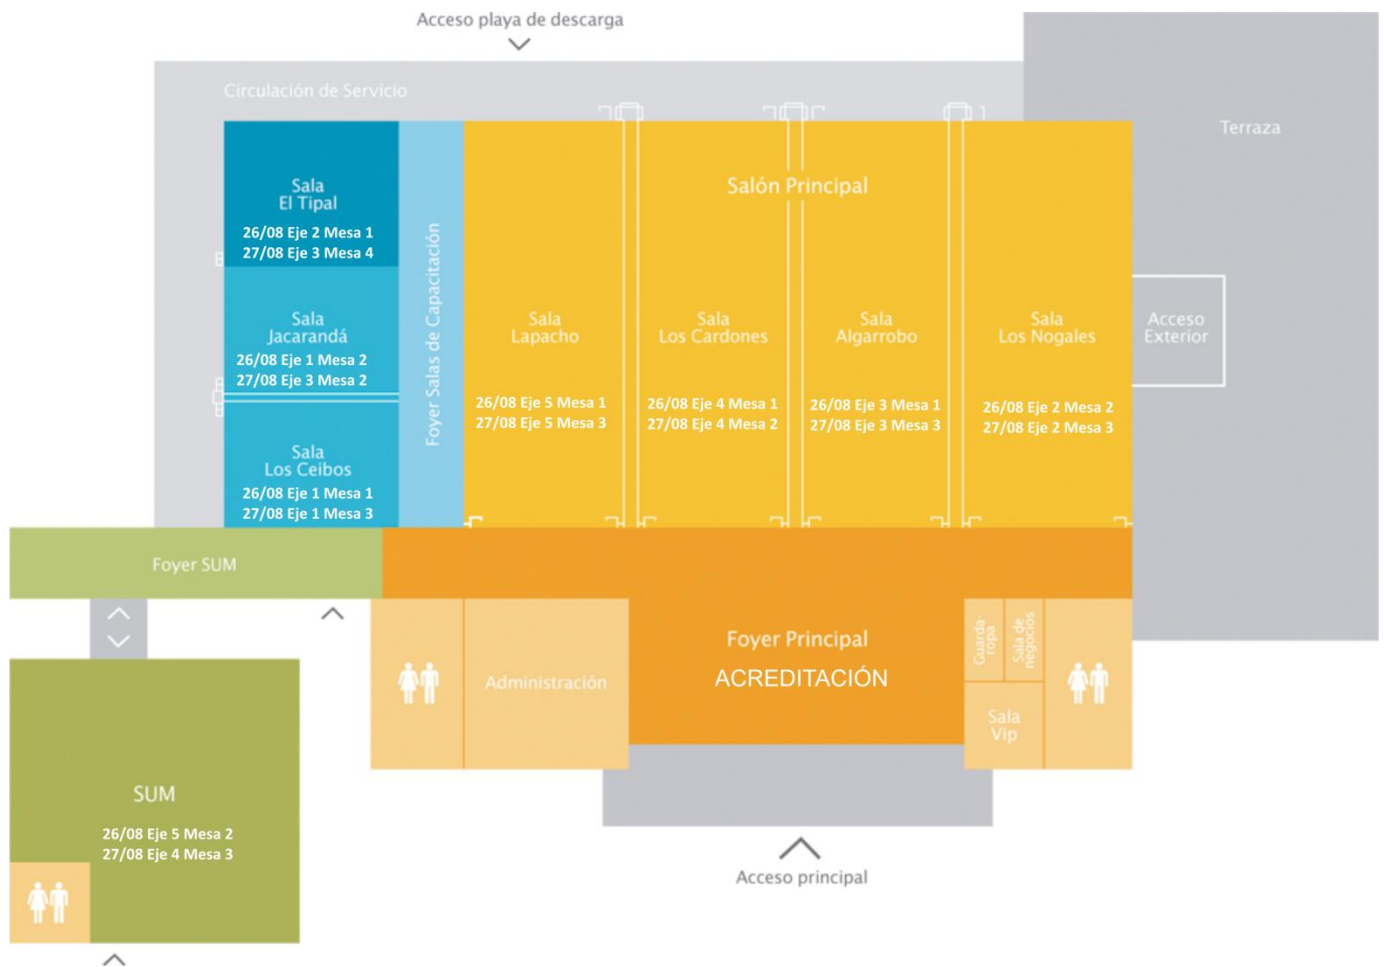 Acceso playa de descarga
Circulación de Servicio
Terraza
Sala
El Tipal
26/08 Eje 2 Mesa 1
27/08 Eje 3 Mesa 4
Sala
Jacarandá
26/08 Eje 1 Mesa 2
27/08 Eje 3 Mesa 2
Sala
Los Ceibos
26/08 Eje 1 Mesa 1
27/08 Eje 1 Mesa 3
Foyer Salas de Capacitación
Salón Principal
Sala
Lapacho
26/08 Eje 5 Mesa 1
27/08 Eje 5 Mesa 3
Sala
Los Cardones
26/08 Eje 4 Mesa 1
27/08 Eje 4 Mesa 2
Sala
Algarrobo
26/08 Eje 3 Mesa 1
27/08 Eje 3 Mesa 3
Sala
Los Nogales
26/08 Eje 2 Mesa 2
27/08 Eje 2 Mesa 3
Acceso
Exterior
Foyer SUM
Foyer Principal
ACREDITACIÓN
Administración
Guarda-
ropa
Sala de
negocios
Sala
Vip
SUM
26/08 Eje 5 Mesa 2
27/08 Eje 4 Mesa 3
Acceso principal